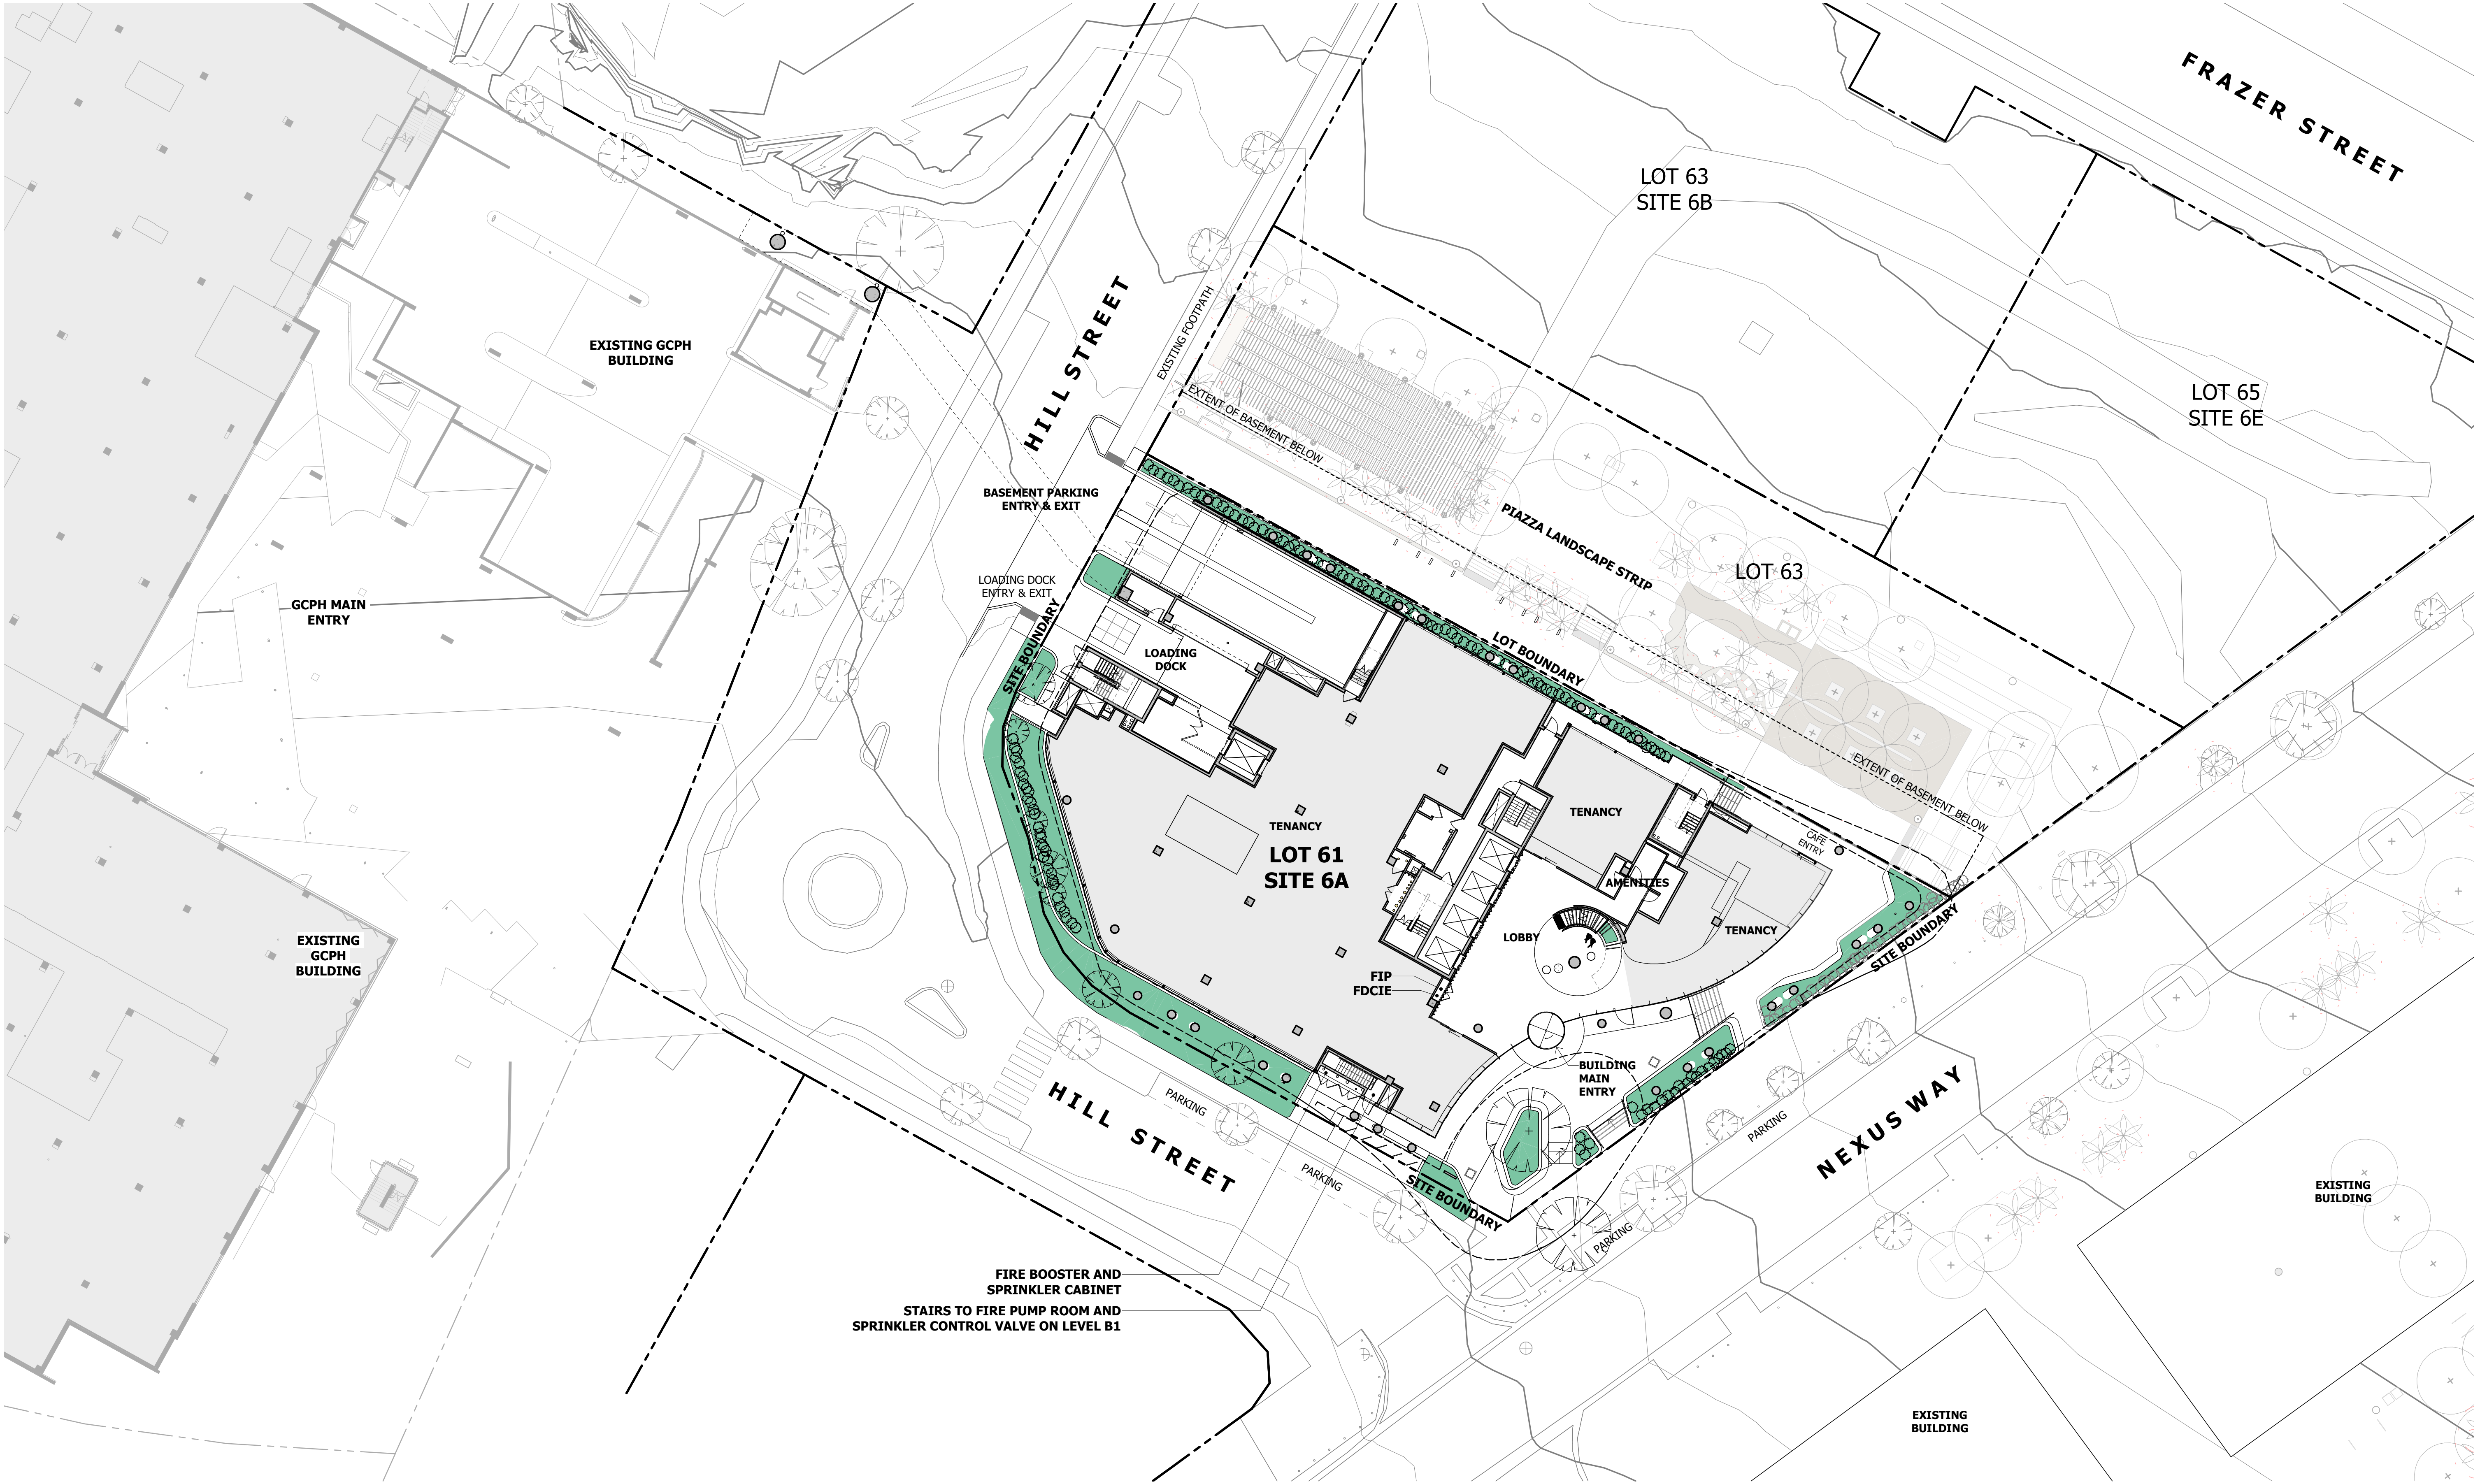 FRAZER STREET
LOT 63
SITE 6B
HILL STREET
EXISTING FOOTPATH
EXISTING GCPH
BUILDING
LOT 65
SITE 6E
EXTENT OF BASEMENT BELOW
BASEMENT PARKING
ENTRY & EXIT
PIAZZA LANDSCAPE STRIP
LOT 63
LOADING DOCK
ENTRY & EXIT
GCPH MAIN
ENTRY
SITE BOUNDARY
LOADING
DOCK
LOT BOUNDARY
EXTENT OF BASEMENT BELOW
TENANCY
TENANCY
CAFE
ENTRY
LOT 61
SITE 6A
AMENITIES
EXISTING
GCPH
BUILDING
LOBBY
TENANCY
SITE BOUNDARY
FIP
FDCIE
BUILDING
MAIN
ENTRY
HILL STREET
PARKING
PARKING
PARKING
NEXUS WAY
SITE BOUNDARY
PARKING
EXISTING
BUILDING
FIRE BOOSTER AND
SPRINKLER CABINET
STAIRS TO FIRE PUMP ROOM AND
SPRINKLER CONTROL VALVE ON LEVEL B1
EXISTING
BUILDING